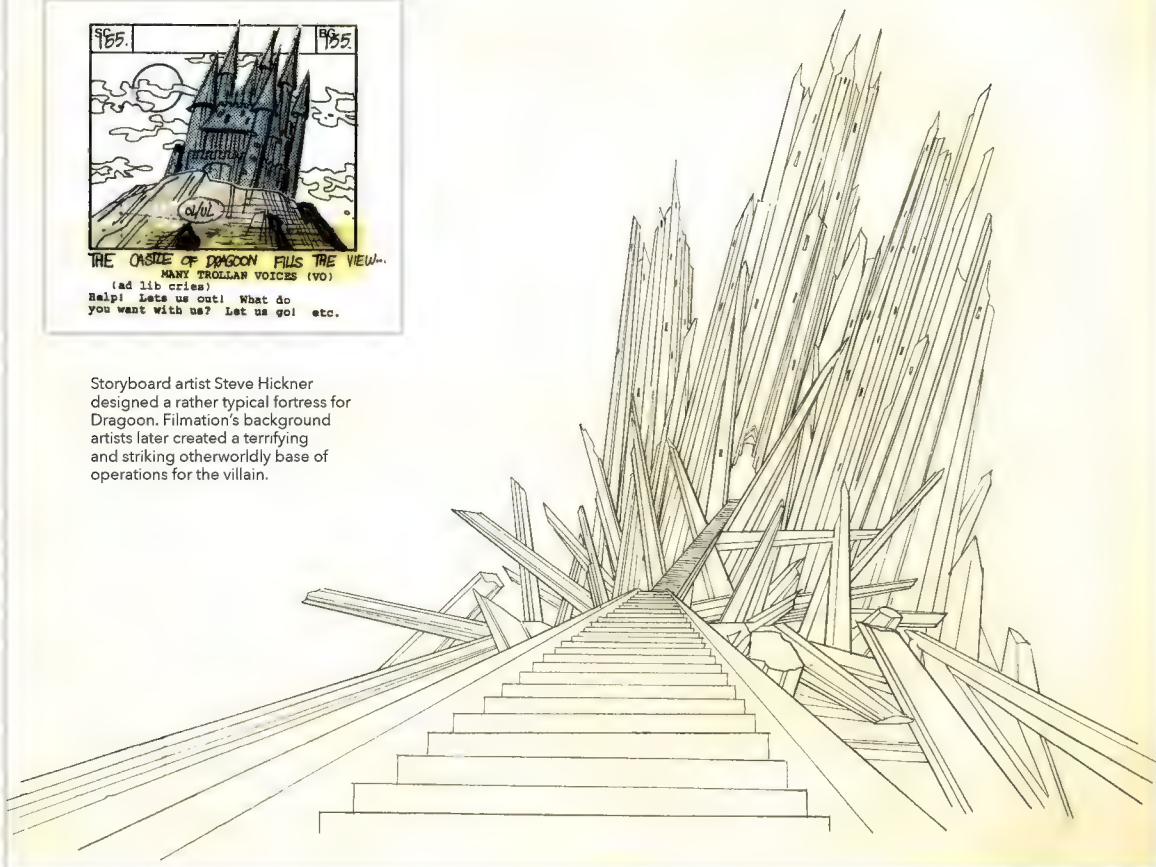 SC 155.
BG 155.
OL/UL
THE CASTLE OF DRAGOON FILLS THE VIEW...
MANY TROLLAN VOICES (VO)
(ad lib cries)
Help! Lets us out! What do
you want with us? Let us go! etc.
Storyboard artist Steve Hickner
designed a rather typical fortress for
Dragoon. Filmation's background
artists later created a terrifying
and striking otherworldly base of
operations for the villain.